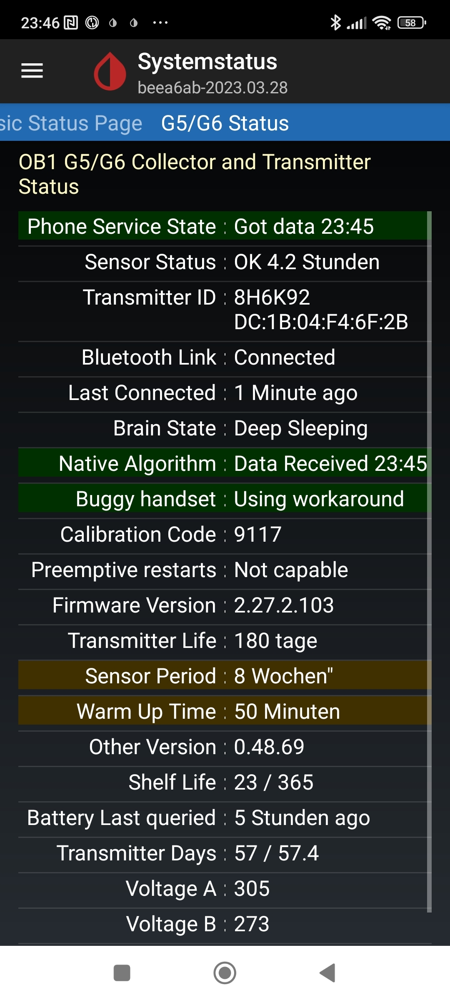 23:46
58
Systemstatus
beea6ab-2023.03.28
sic Status Page G5/G6 Status
OB1 G5/G6 Collector and Transmitter
Status
Phone Service State : Got data 23:45
Sensor Status : OK 4.2 Stunden
Transmitter ID : 8H6K92
DC:1B:04:F4:6F:2B
Bluetooth Link : Connected
Last Connected : 1 Minute ago
Brain State : Deep Sleeping
Native Algorithm : Data Received 23:45
Buggy handset : Using workaround
Calibration Code : 9117
Preemptive restarts : Not capable
Firmware Version : 2.27.2.103
Transmitter Life : 180 tage
Sensor Period : 8 Wochen"
Warm Up Time : 50 Minuten
Other Version : 0.48.69
Shelf Life : 23 / 365
Battery Last queried : 5 Stunden ago
Transmitter Days : 57 / 57.4
Voltage A : 305
Voltage B : 273